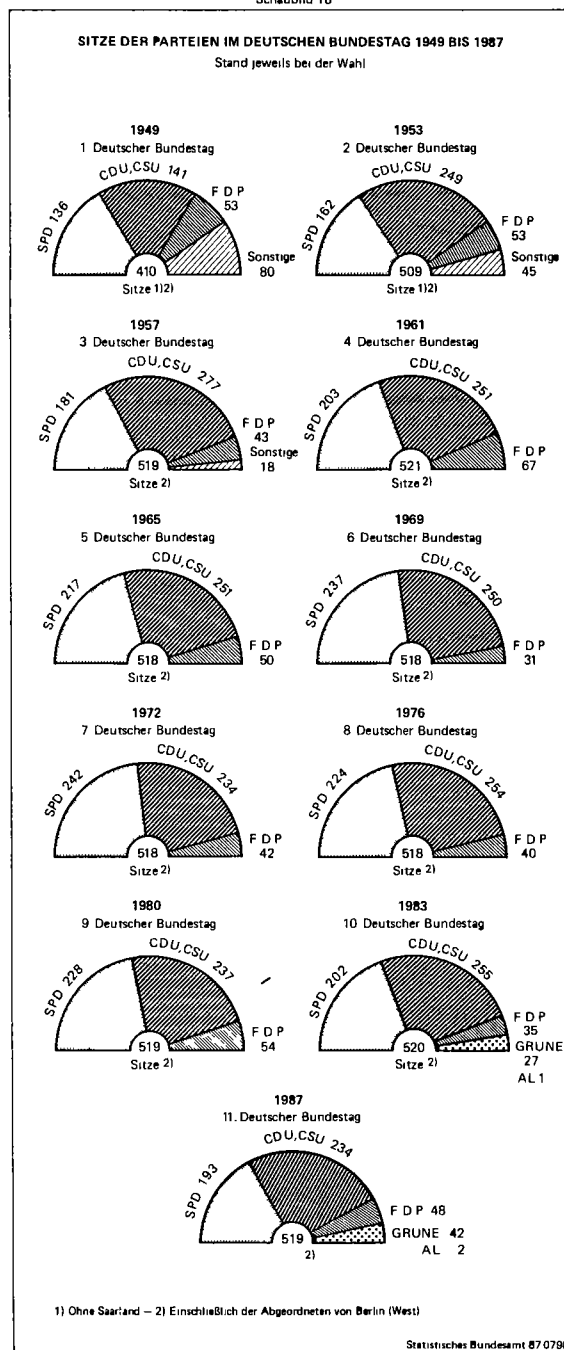 Schaubild 18
SITZE DER PARTEIEN IM DEUTSCHEN BUNDESTAG 1949 BIS 1987
Stand jeweils bei der Wahl
1949
1 Deutscher Bundestag
SPD 136
CDU,CSU 141
F D P
53
Sonstige
80
410
Sitze 1)2)
1953
2 Deutscher Bundestag
SPD 162
CDU,CSU 249
F D P
53
Sonstige
45
509
Sitze 1)2)
1957
3 Deutscher Bundestag
SPD 181
CDU,CSU 277
F D P
43
Sonstige
18
519
Sitze 2)
1961
4 Deutscher Bundestag
SPD 203
CDU,CSU 251
F D P
67
521
Sitze 2)
1965
5 Deutscher Bundestag
SPD 217
CDU,CSU 251
F D P
50
518
Sitze 2)
1969
6 Deutscher Bundestag
SPD 237
CDU,CSU 250
F D P
31
518
Sitze 2)
1972
7 Deutscher Bundestag
SPD 242
CDU,CSU 234
F D P
42
518
Sitze 2)
1976
8 Deutscher Bundestag
SPD 224
CDU,CSU 254
F D P
40
518
Sitze 2)
1980
9 Deutscher Bundestag
SPD 228
CDU,CSU 237
F D P
54
519
Sitze 2)
1983
10 Deutscher Bundestag
SPD 202
CDU,CSU 255
F D P
35
GRUNE
27
AL 1
520
Sitze 2)
1987
11. Deutscher Bundestag
SPD 193
CDU,CSU 234
F D P 48
GRUNE 42
AL 2
519
2)
1) Ohne Saarland — 2) Einschließlich der Abgeordneten von Berlin (West)
Statistisches Bundesamt 87 0790